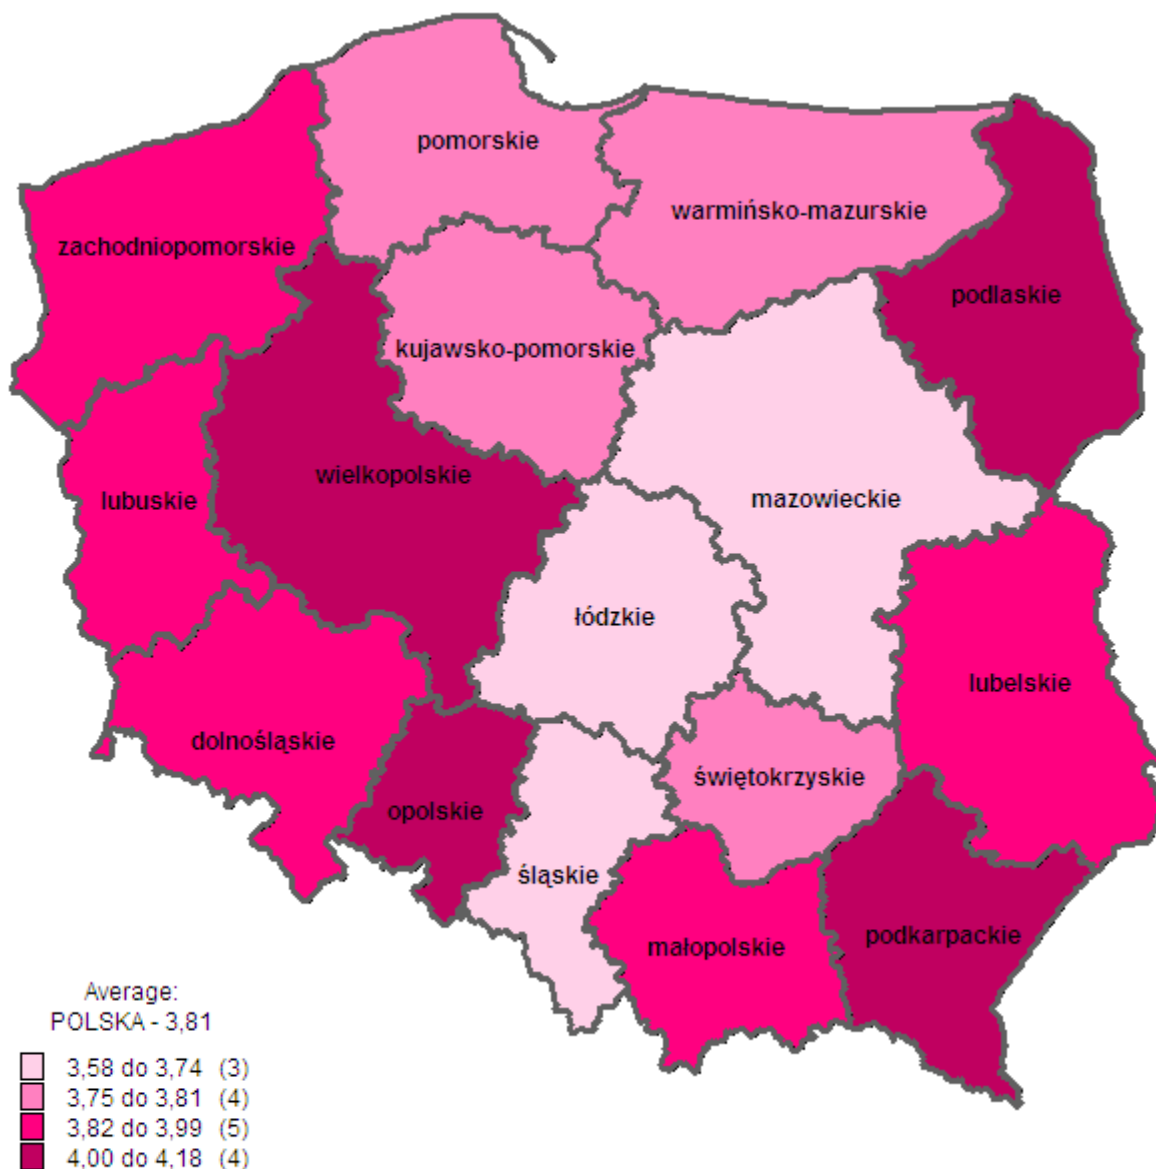 pomorskie
warmińsko-mazurskie
zachodniopomorskie
podlaskie
kujawsko-pomorskie
wielkopolskie
lubuskie
mazowieckie
łódzkie
lubelskie
dolnośląskie
świętokrzyskie
opolskie
śląskie
podkarpackie
małopolskie
Average:
POLSKA - 3,81
3,58 do 3,74 (3)
3,75 do 3,81 (4)
3,82 do 3,99 (5)
4,00 do 4,18 (4)